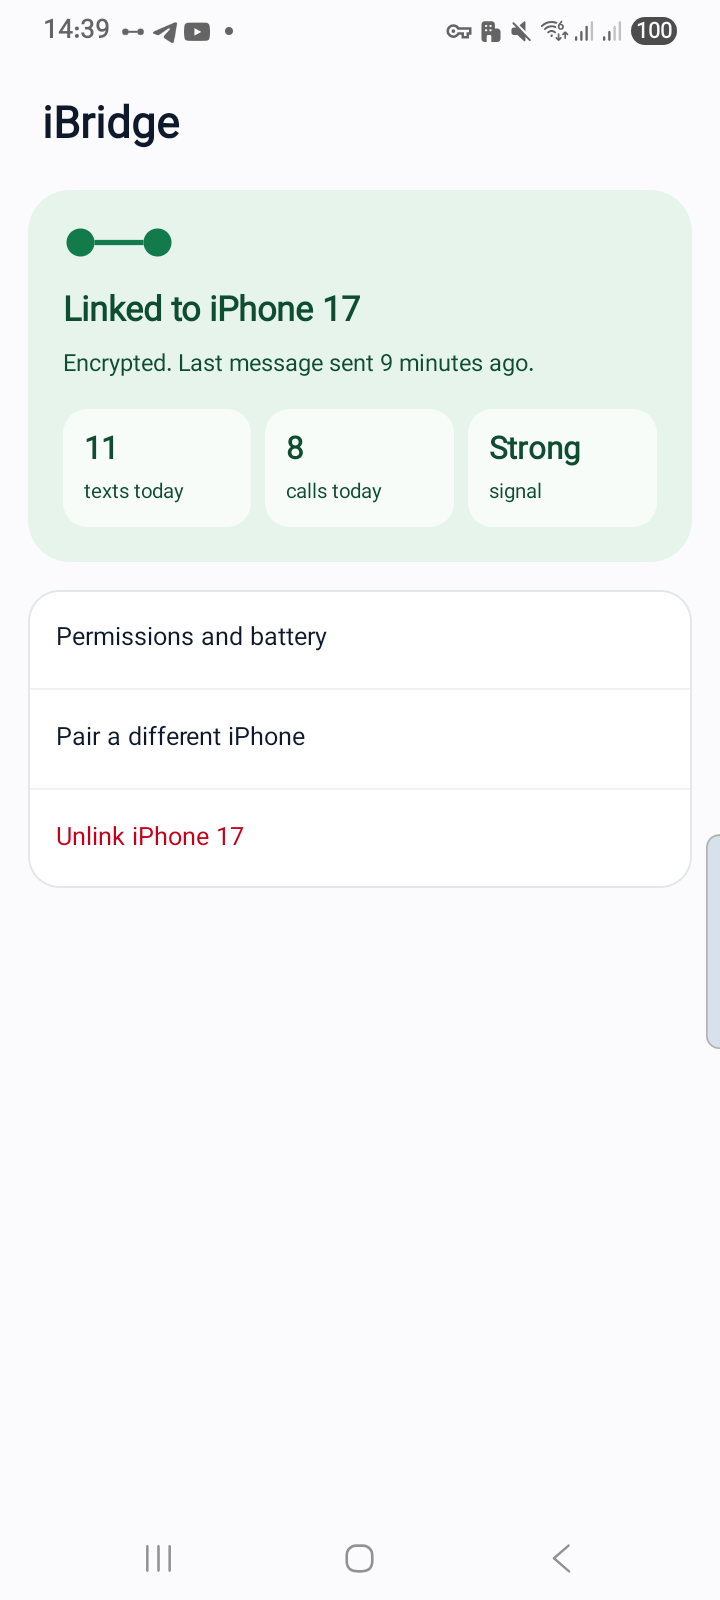 14:39
100
iBridge
Linked to iPhone 17
Encrypted. Last message sent 9 minutes ago.
11
texts today
8
calls today
Strong
signal
Permissions and battery
Pair a different iPhone
Unlink iPhone 17